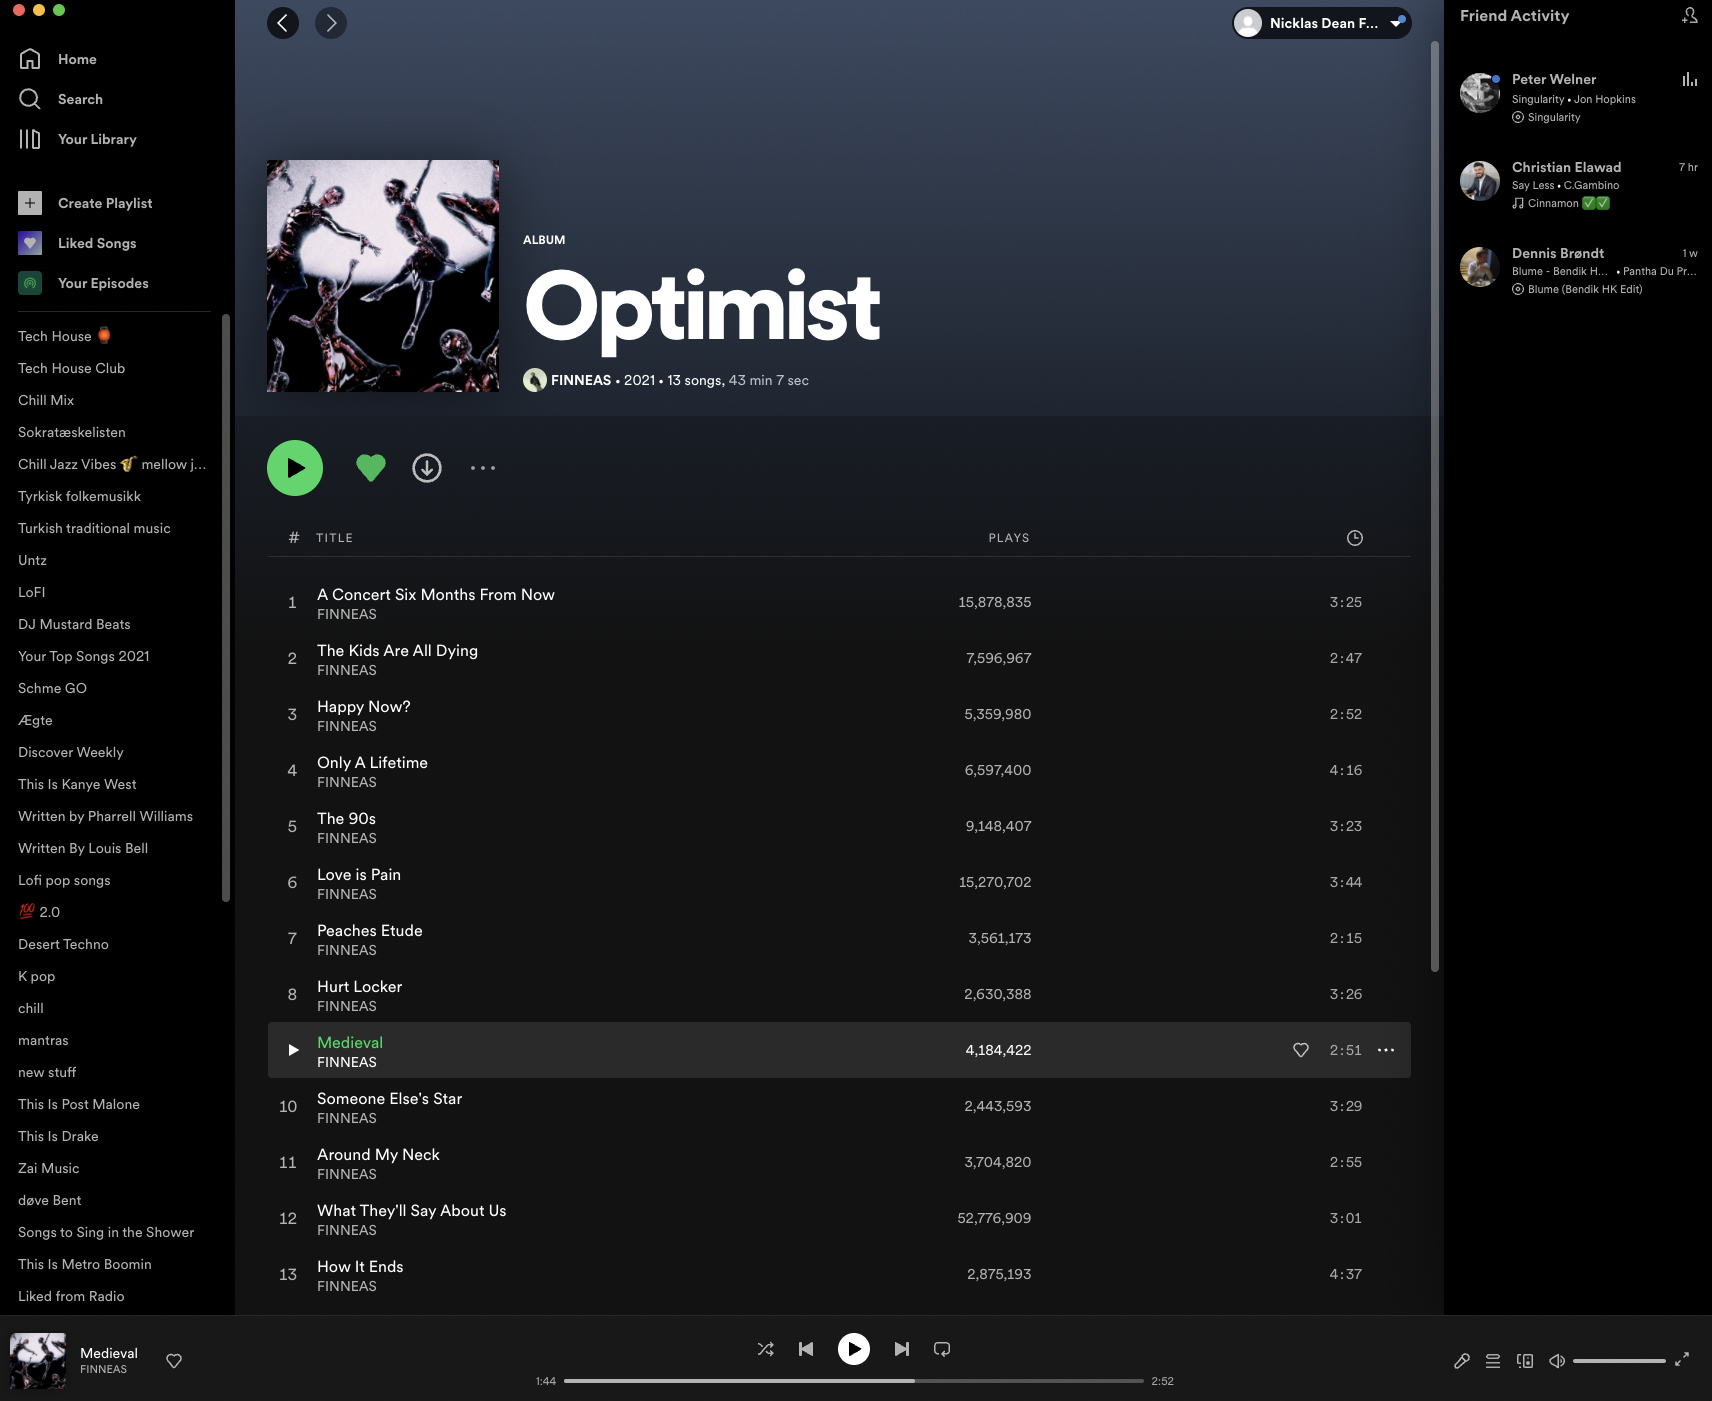 Home
Search
Your Library
Create Playlist
Liked Songs
Your Episodes
Tech House 🏮
Tech House Club
Chill Mix
Sokratæskelisten
Chill Jazz Vibes 🎷 mellow j...
Tyrkisk folkemusikk
Turkish traditional music
Untz
LoFI
DJ Mustard Beats
Your Top Songs 2021
Schme GO
Ægte
Discover Weekly
This Is Kanye West
Written by Pharrell Williams
Written By Louis Bell
Lofi pop songs
💯 2.0
Desert Techno
K pop
chill
mantras
new stuff
This Is Post Malone
This Is Drake
Zai Music
døve Bent
Songs to Sing in the Shower
This Is Metro Boomin
Liked from Radio
Nicklas Dean F...
ALBUM
Optimist
FINNEAS • 2021 • 13 songs, 43 min 7 sec
# TITLE PLAYS
1 A Concert Six Months From Now 15,878,835 3:25
FINNEAS
2 The Kids Are All Dying 7,596,967 2:47
FINNEAS
3 Happy Now? 5,359,980 2:52
FINNEAS
4 Only A Lifetime 6,597,400 4:16
FINNEAS
5 The 90s 9,148,407 3:23
FINNEAS
6 Love is Pain 15,270,702 3:44
FINNEAS
7 Peaches Etude 3,561,173 2:15
FINNEAS
8 Hurt Locker 2,630,388 3:26
FINNEAS
Medieval 4,184,422 2:51
FINNEAS
10 Someone Else's Star 2,443,593 3:29
FINNEAS
11 Around My Neck 3,704,820 2:55
FINNEAS
12 What They'll Say About Us 52,776,909 3:01
FINNEAS
13 How It Ends 2,875,193 4:37
FINNEAS
Friend Activity
Peter Welner
Singularity • Jon Hopkins
Singularity
Christian Elawad 7 hr
Say Less • C.Gambino
Cinnamon ✅✅
Dennis Brøndt 1 w
Blume - Bendik H... • Pantha Du Pr...
Blume (Bendik HK Edit)
Medieval
FINNEAS
1:44 2:52